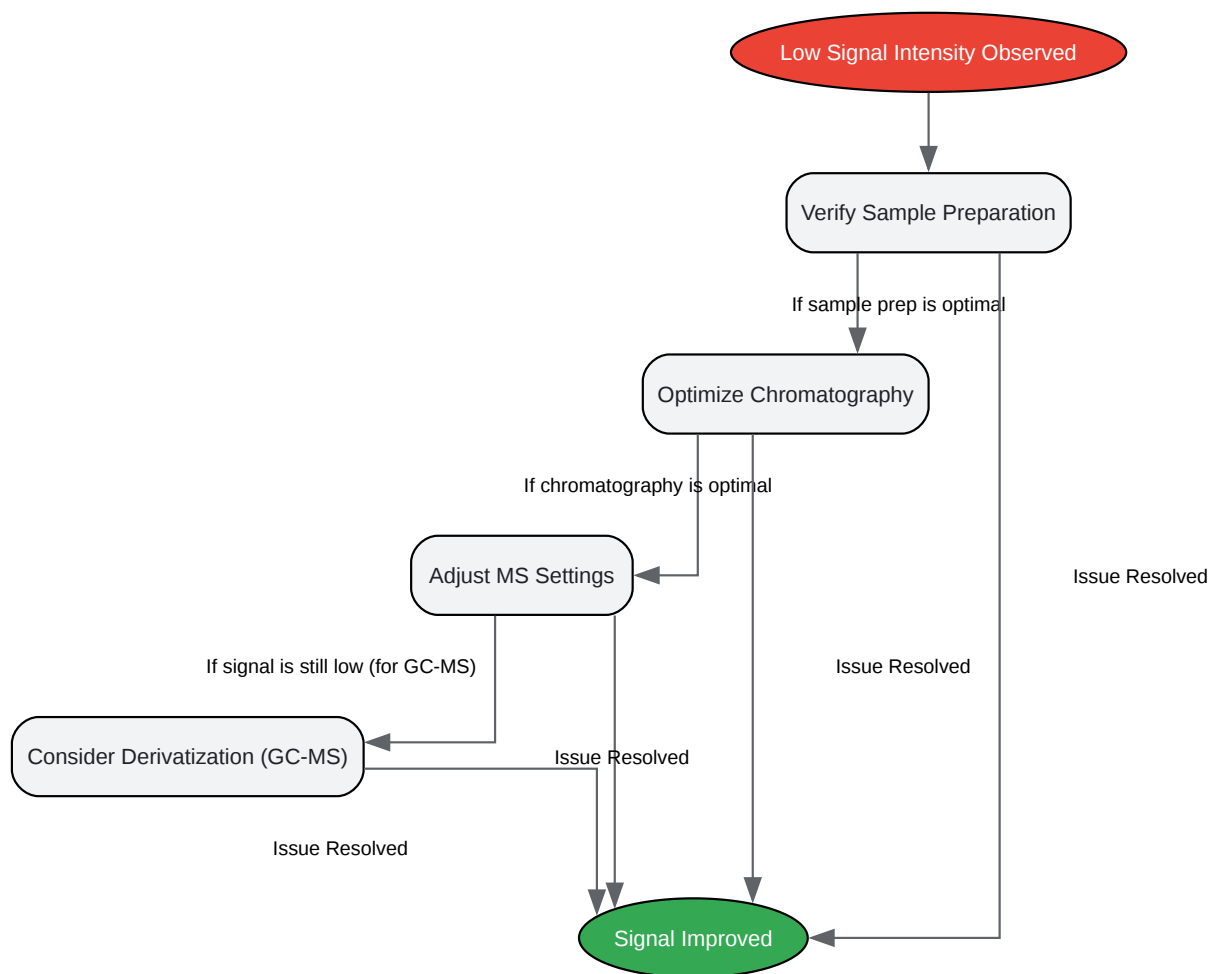 Low Signal Intensity Observed
Verify Sample Preparation
If sample prep is optimal
Optimize Chromatography
If chromatography is optimal
Adjust MS Settings
Issue Resolved
If signal is still low (for GC-MS)
Issue Resolved
Consider Derivatization (GC-MS)
Issue Resolved
Issue Resolved
Signal Improved